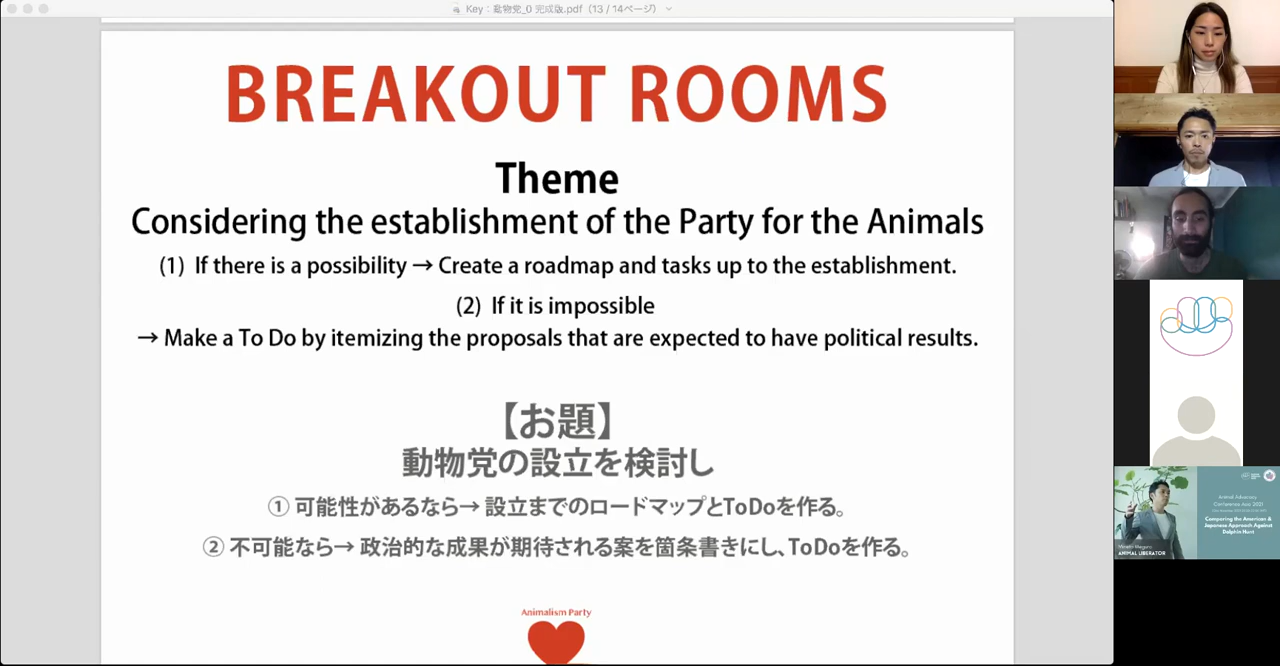 Key：動物党_0 完成版.pdf（13 / 14ページ）
BREAKOUT ROOMS
Theme
Considering the establishment of the Party for the Animals
(1) If there is a possibility → Create a roadmap and tasks up to the establishment.
(2) If it is impossible
→ Make a To Do by itemizing the proposals that are expected to have political results.
【お題】
動物党の設立を検討し
① 可能性があるなら→ 設立までのロードマップとToDoを作る。
② 不可能なら→ 政治的な成果が期待される案を箇条書きにし、ToDoを作る。
Animalism Party
Animal Advocacy
Conference Asia 2021
Comparing the American &
Japanese Approach Against
Dolphin Hunt
ANIMAL LIBERATOR